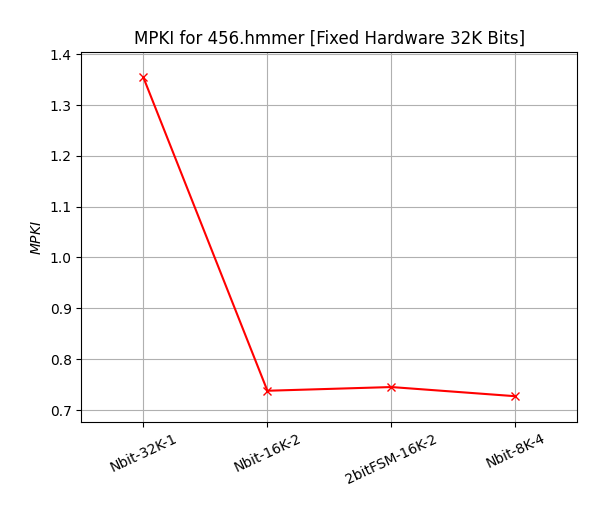 MPKI for 456.hmmer [Fixed Hardware 32K Bits]
1.4
1.3
1.2
1.1
1.0
0.9
0.8
0.7
MPKI
Nbit-32K-1
Nbit-16K-2
2bitFSM-16K-2
Nbit-8K-4